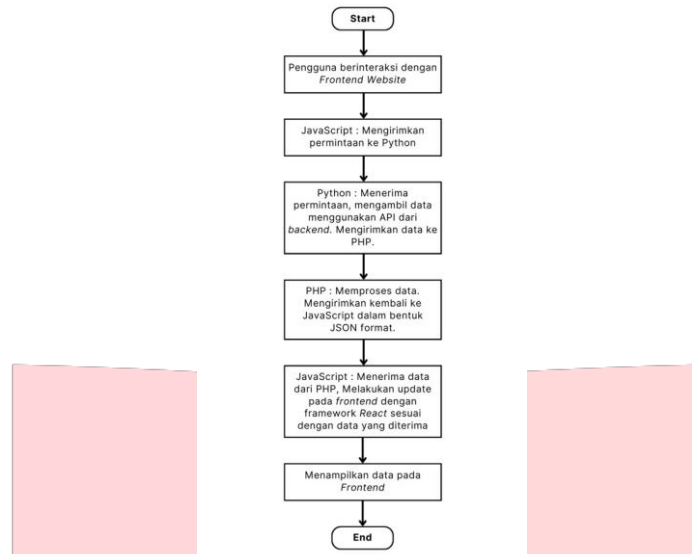 Start
Pengguna berinteraksi dengan
Frontend Website
JavaScript : Mengirimkan
permintaan ke Python
Python : Menerima
permintaan, mengambil data
menggunakan API dari
backend. Mengirimkan data ke
PHP.
PHP : Memproses data.
Mengirimkan kembali ke
JavaScript dalam bentuk
JSON format.
JavaScript : Menerima data
dari PHP, Melakukan update
pada frontend dengan
framework React sesuai
dengan data yang diterima
Menampilkan data pada
Frontend
End